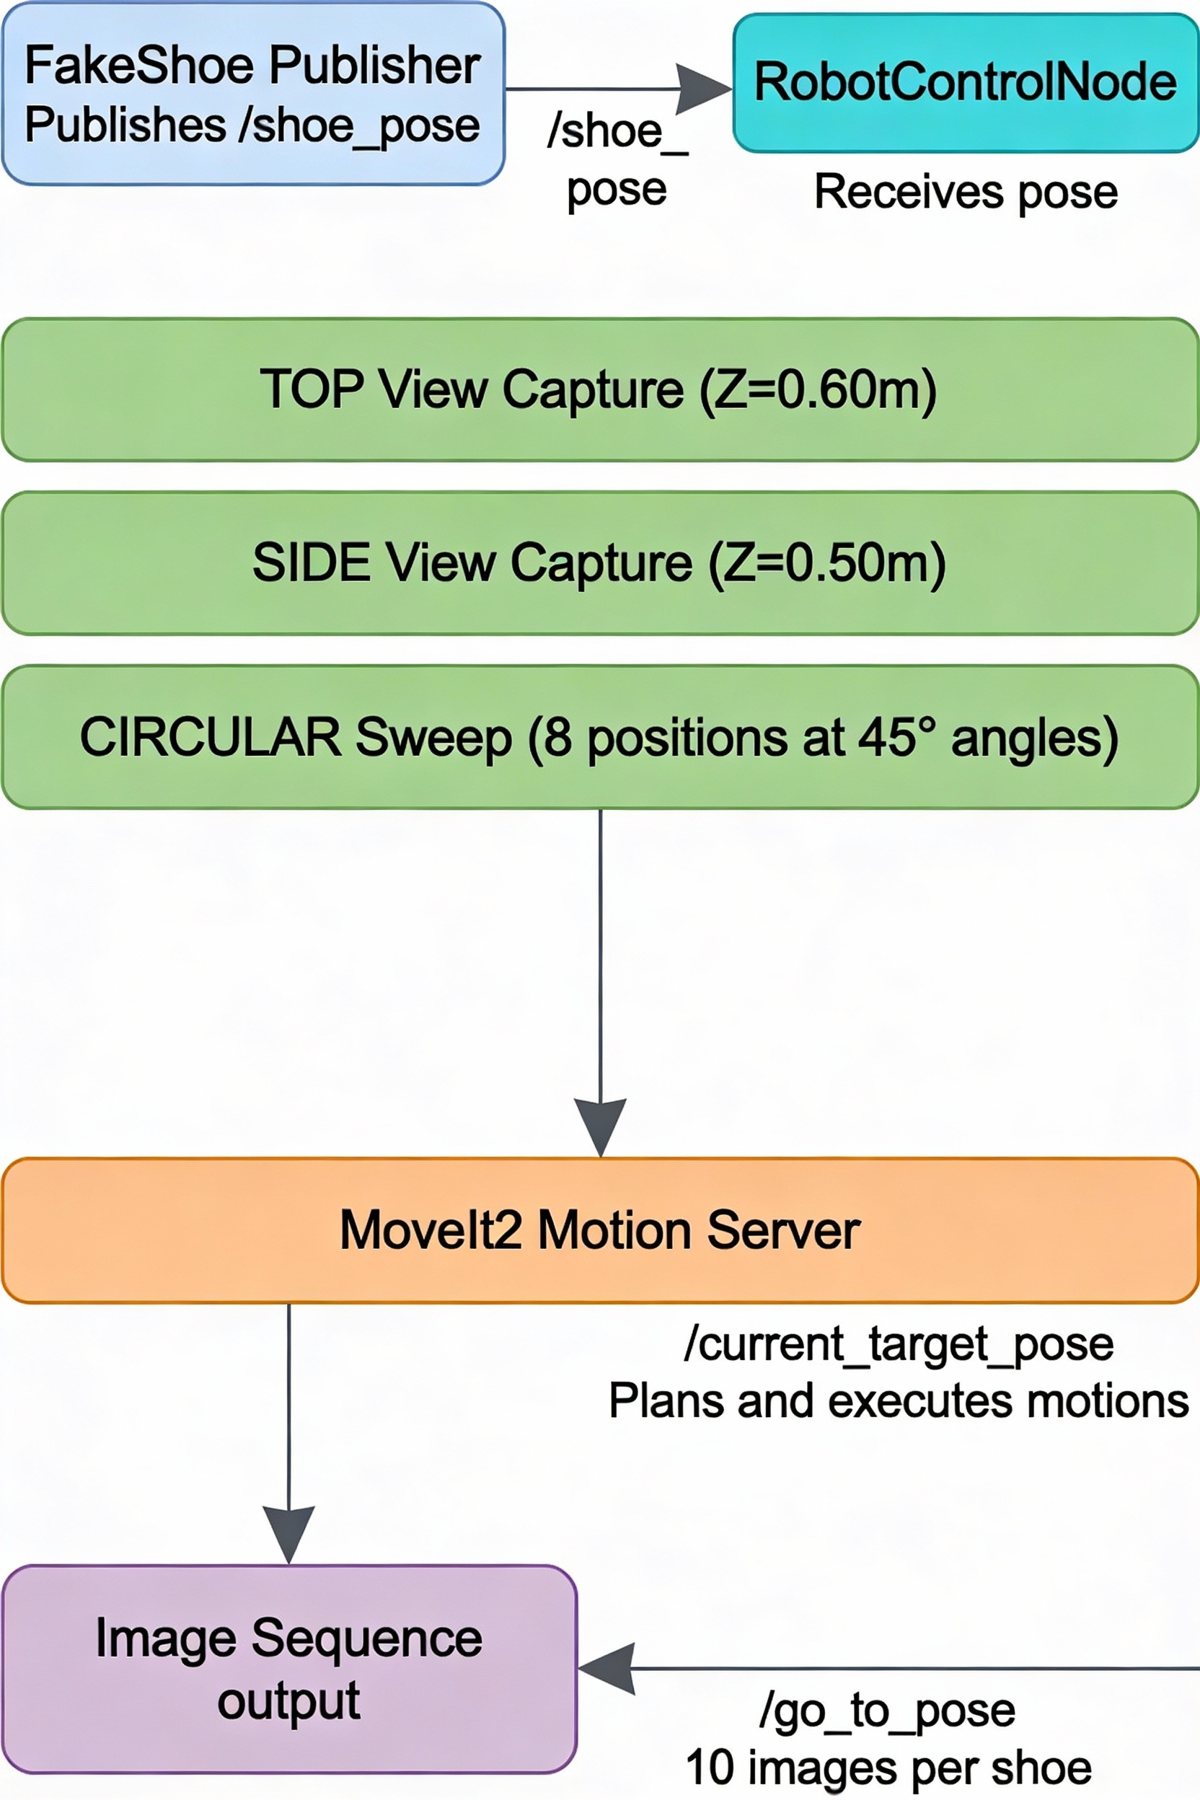 FakeShoe Publisher
Publishes /shoe_pose
/shoe_
pose
RobotControlNode
Receives pose
TOP View Capture (Z=0.60m)
SIDE View Capture (Z=0.50m)
CIRCULAR Sweep (8 positions at 45° angles)
MoveIt2 Motion Server
/current_target_pose
Plans and executes motions
Image Sequence
output
/go_to_pose
10 images per shoe